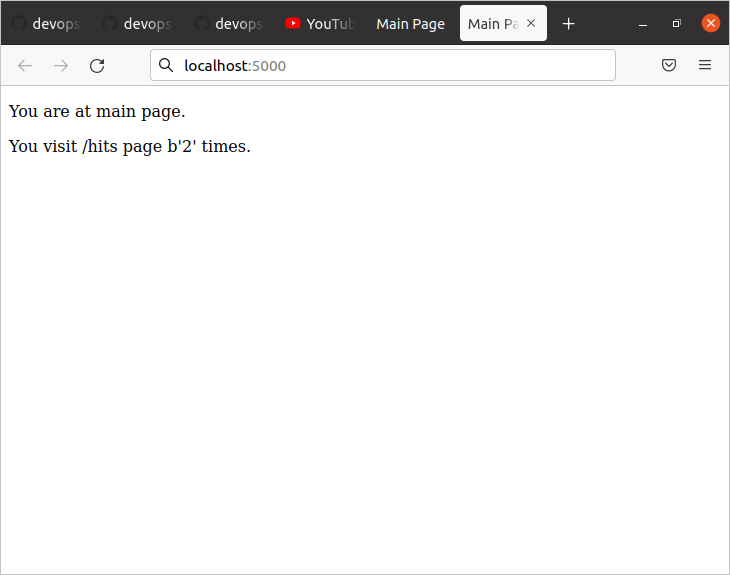 devops devops devops YouTub Main Page Main Pa
localhost:5000
You are at main page.
You visit /hits page b'2' times.